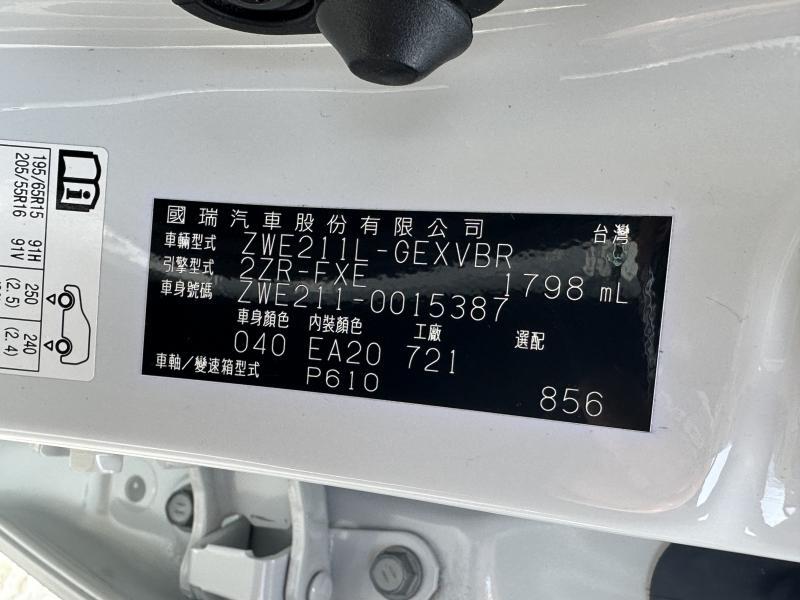 國瑞汽車股份有限公司 台灣
車輛型式 ZWE211L-GEXVBR
引擎型式 2ZR-FXE 1798 mL
車身號碼 ZWE211-0015387
車身顏色 內裝顏色 工廠 選配
040 EA20 721
車軸/變速箱型式 P610 856
195/65R15 91H 250 (2.5) 240 (2.4)
205/55R16 91V
i